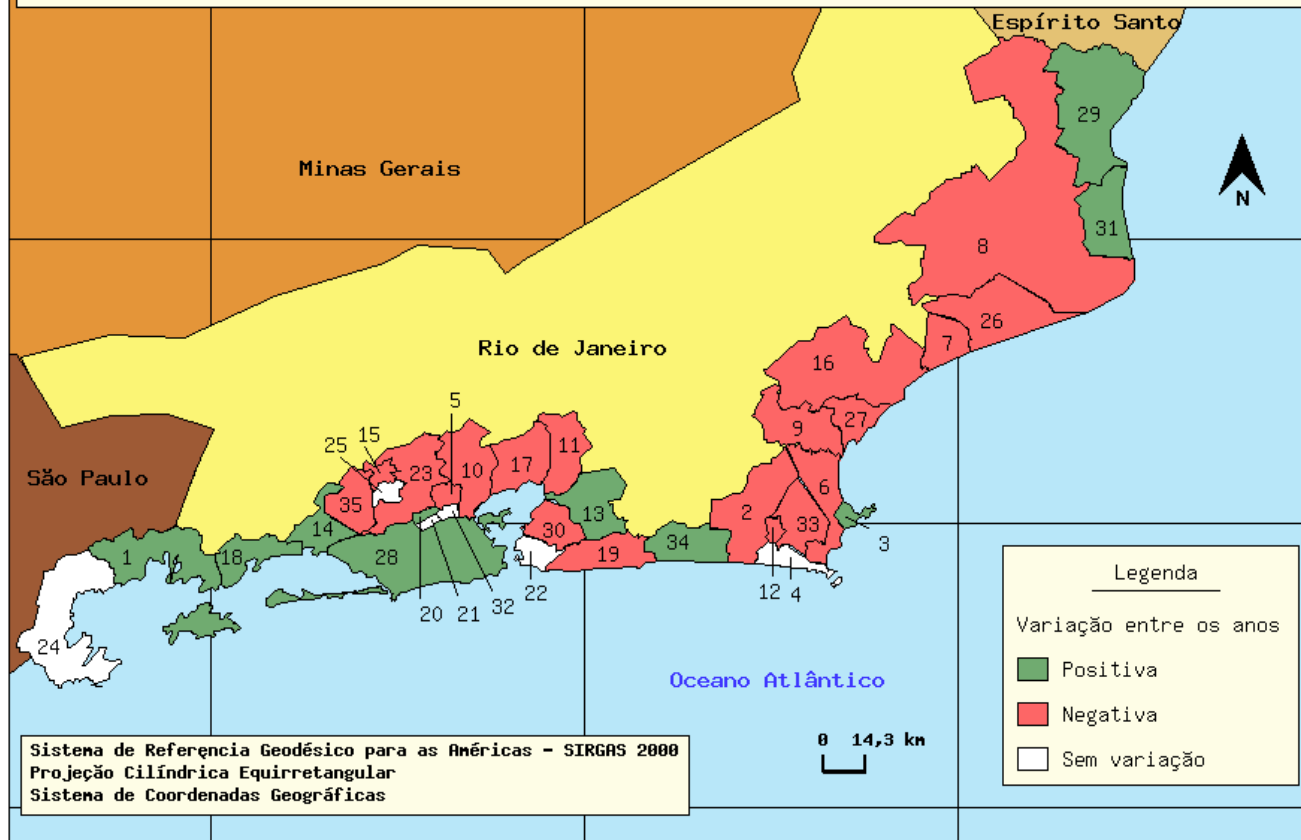 Espírito Santo
29
Minas Gerais
N
31
8
26
7
Rio de Janeiro
16
5
15
27
25
9
11
23
10
17
São Paulo
6
35
2
13
14
33
30
34
3
1
18
28
19
12
4
22
20
21
32
24
Legenda
Variação entre os anos
Positiva
Negativa
Sem variação
Oceano Atlântico
0 14,3 km
Sistema de Referençia Geodésico para as Américas - SIRGAS 2000
Projeção Cilíndrica Equirretangular
Sistema de Coordenadas Geográficas